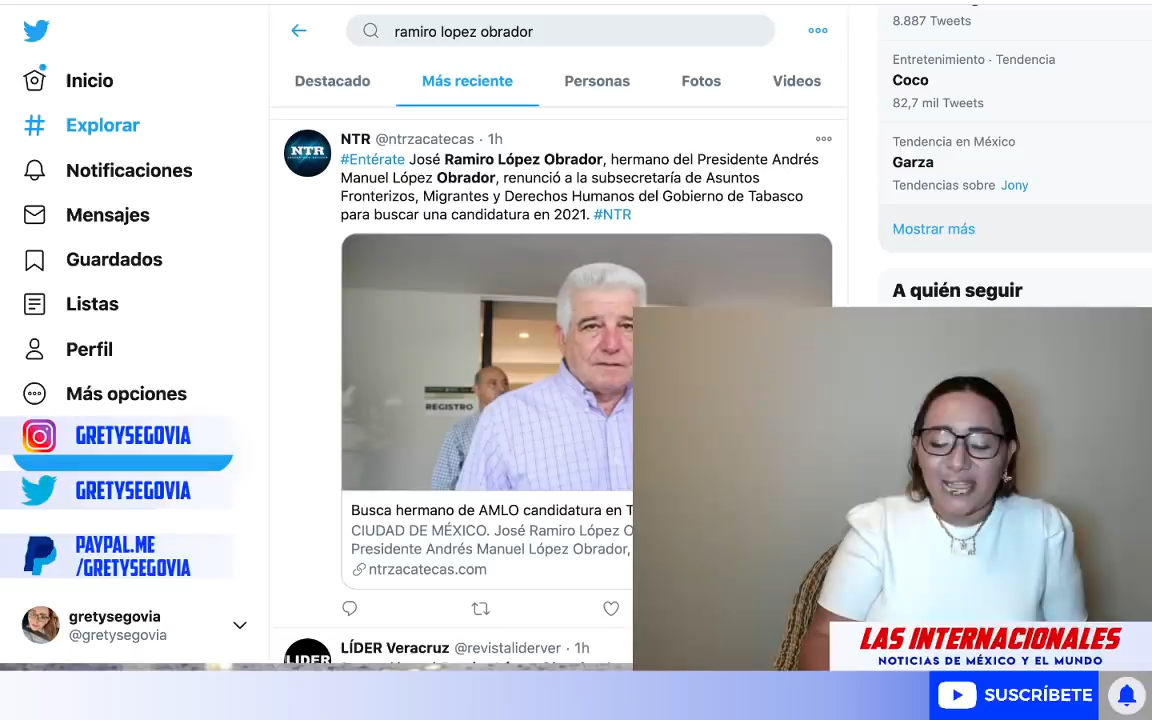 Inicio
Explorar
Notificaciones
Mensajes
Guardados
Listas
Perfil
Más opciones
GRETYSEGOVIA
GRETYSEGOVIA
PAYPAL.ME
/GRETYSEGOVIA
gretysegovia
@gretysegovia
ramiro lopez obrador
Destacado
Más reciente
Personas
Fotos
Videos
NTR
NTR @ntrzacatecas · 1h
#Entérate José Ramiro López Obrador, hermano del Presidente Andrés
Manuel López Obrador, renunció a la subsecretaría de Asuntos
Fronterizos, Migrantes y Derechos Humanos del Gobierno de Tabasco
para buscar una candidatura en 2021. #NTR
REGISTRO
Busca hermano de AMLO candidatura en T
CIUDAD DE MÉXICO. José Ramiro López O
Presidente Andrés Manuel López Obrador,
ntrzacatecas.com
LÍDER
LÍDER Veracruz @revistaliderver · 1h
8.887 Tweets
Entretenimiento · Tendencia
Coco
82,7 mil Tweets
Tendencia en México
Garza
Tendencias sobre Jony
Mostrar más
A quién seguir
LAS INTERNACIONALES
NOTICIAS DE MÉXICO Y EL MUNDO
SUSCRÍBETE